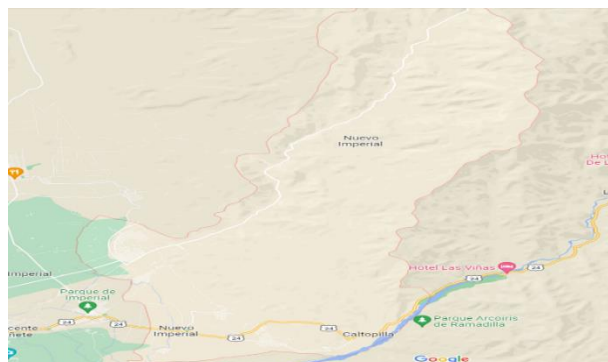 Nuevo
Imperial
Hotel Las Viñas
24
24
Imperial
Parque de
Imperial
24
24
24
24
Nuevo
Imperial
Caltopilla
Parque Arcoiris
de Ramadilla
Google